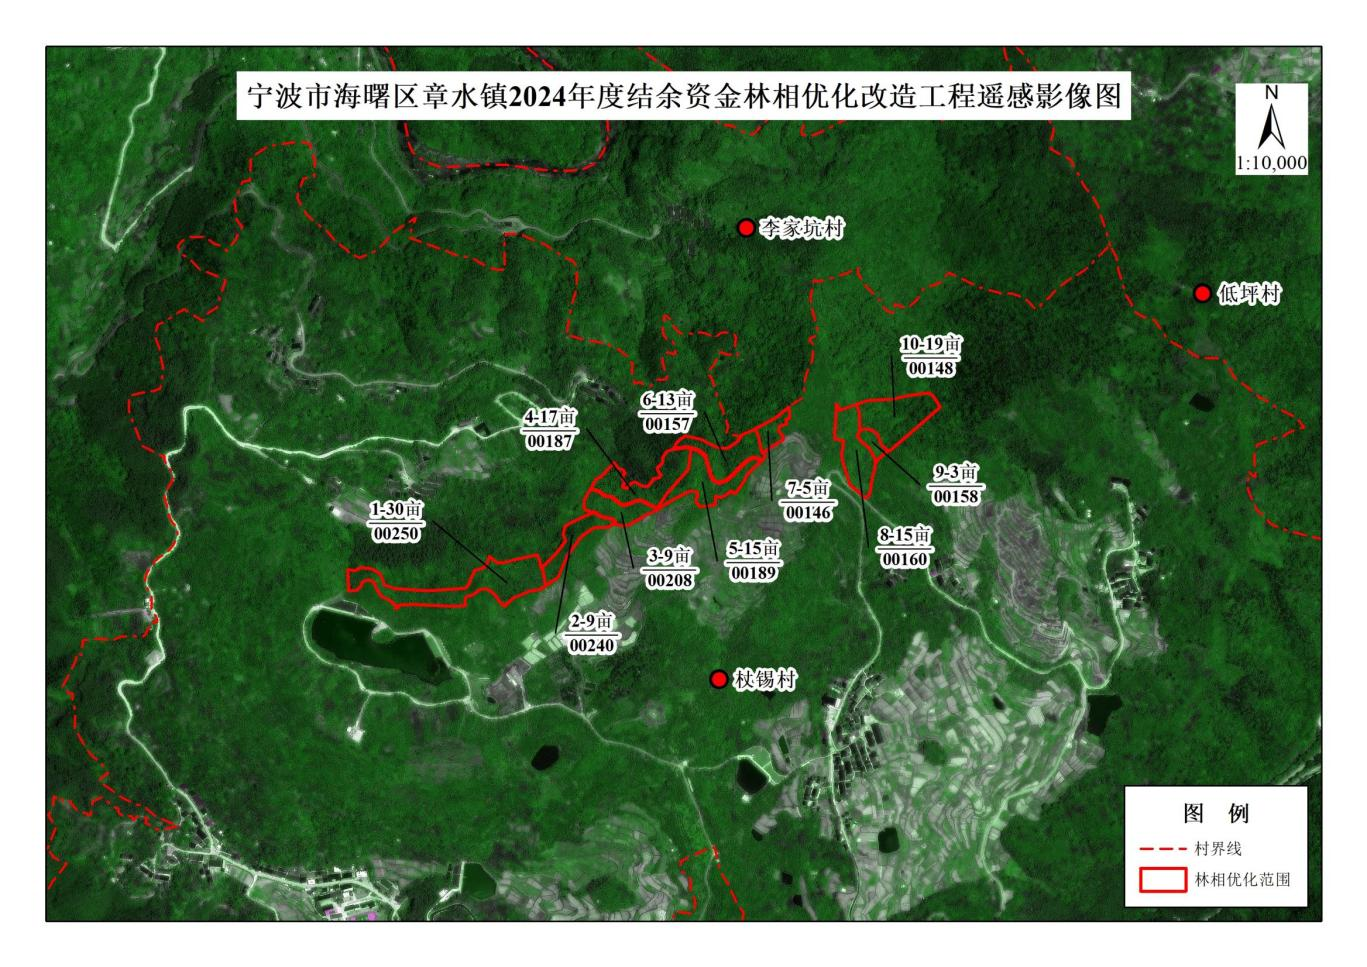 宁波市海曙区章水镇2024年度结余资金林相优化改造工程遥感影像图
N
1:10,000
李家坑村
低坪村
10-19亩
00148
6-13亩
00157
4-17亩
00187
9-3亩
00158
7-5亩
00146
1-30亩
00250
8-15亩
00160
5-15亩
00189
3-9亩
00208
2-9亩
00240
杖锡村
图 例
村界线
林相优化范围